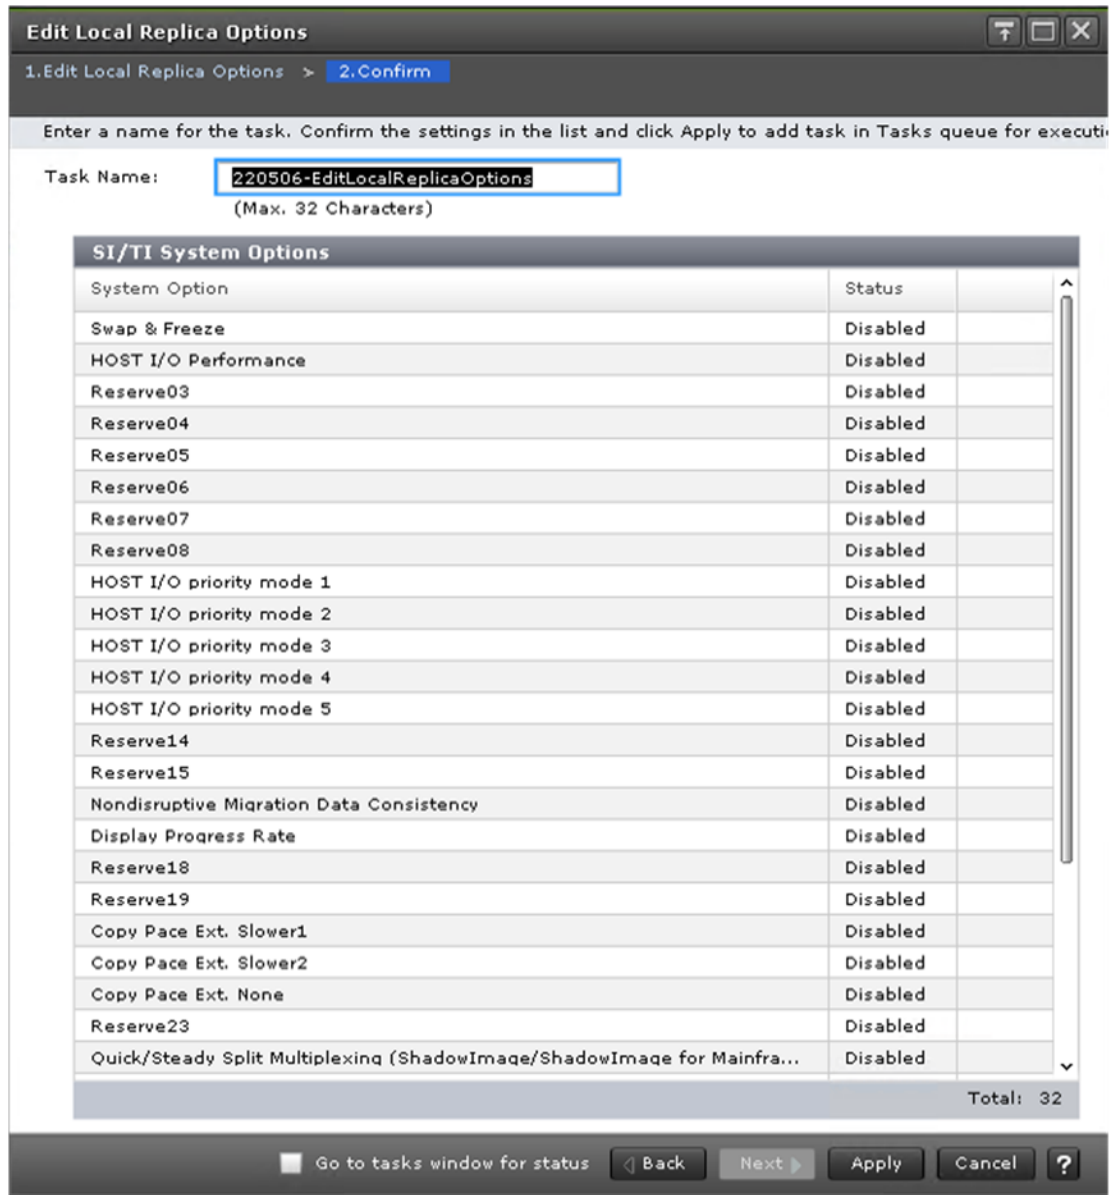 Edit Local Replica Options
1.Edit Local Replica Options > 2.Confirm
Enter a name for the task. Confirm the settings in the list and click Apply to add task in Tasks queue for executi
Task Name: 220506-EditLocalReplicaOptions
(Max. 32 Characters)
SI/TI System Options
System Option Status
Swap & Freeze Disabled
HOST I/O Performance Disabled
Reserve03 Disabled
Reserve04 Disabled
Reserve05 Disabled
Reserve06 Disabled
Reserve07 Disabled
Reserve08 Disabled
HOST I/O priority mode 1 Disabled
HOST I/O priority mode 2 Disabled
HOST I/O priority mode 3 Disabled
HOST I/O priority mode 4 Disabled
HOST I/O priority mode 5 Disabled
Reserve14 Disabled
Reserve15 Disabled
Nondisruptive Migration Data Consistency Disabled
Display Progress Rate Disabled
Reserve18 Disabled
Reserve19 Disabled
Copy Pace Ext. Slower1 Disabled
Copy Pace Ext. Slower2 Disabled
Copy Pace Ext. None Disabled
Reserve23 Disabled
Quick/Steady Split Multiplexing (ShadowImage/ShadowImage for Mainfra... Disabled
Total: 32
Go to tasks window for status Back Next Apply Cancel ?